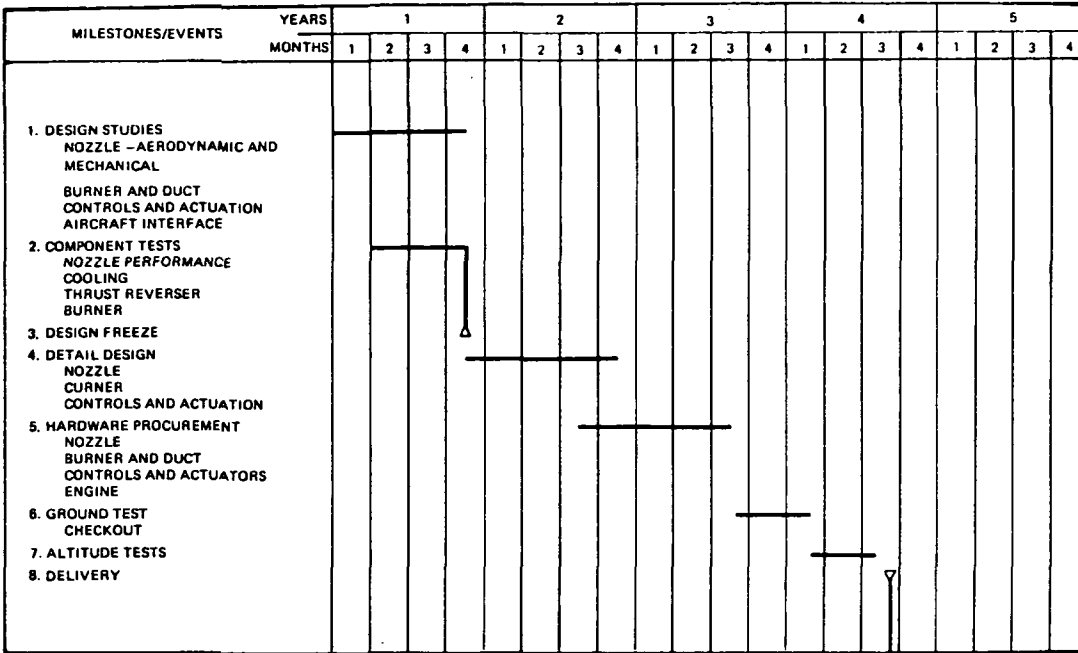 MILESTONES/EVENTS
YEARS 1 2 3 4 5
MONTHS 1 2 3 4 1 2 3 4 1 2 3 4 1 2 3 4 1 2 3 4
1. DESIGN STUDIES
NOZZLE – AERODYNAMIC AND
MECHANICAL
BURNER AND DUCT
CONTROLS AND ACTUATION
AIRCRAFT INTERFACE
2. COMPONENT TESTS
NOZZLE PERFORMANCE
COOLING
THRUST REVERSER
BURNER
3. DESIGN FREEZE
4. DETAIL DESIGN
NOZZLE
CURNER
CONTROLS AND ACTUATION
5. HARDWARE PROCUREMENT
NOZZLE
BURNER AND DUCT
CONTROLS AND ACTUATORS
ENGINE
6. GROUND TEST
CHECKOUT
7. ALTITUDE TESTS
8. DELIVERY